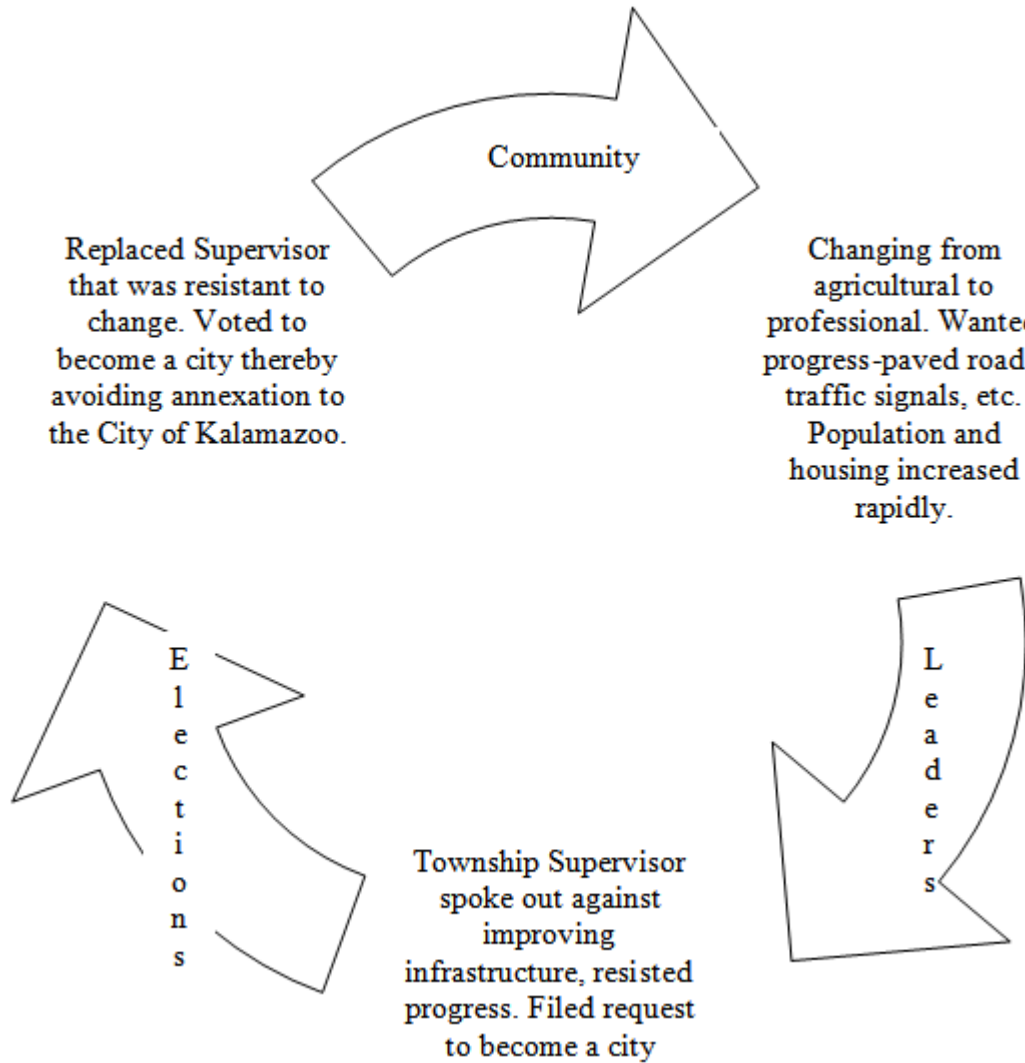 Community
Replaced Supervisor
that was resistant to
change. Voted to
become a city thereby
avoiding annexation to
the City of Kalamazoo.
Changing from
agricultural to
professional. Wante
progress-paved road
traffic signals, etc.
Population and
housing increased
rapidly.
Leaders
Township Supervisor
spoke out against
improving
infrastructure, resisted
progress. Filed request
to become a city
Elections